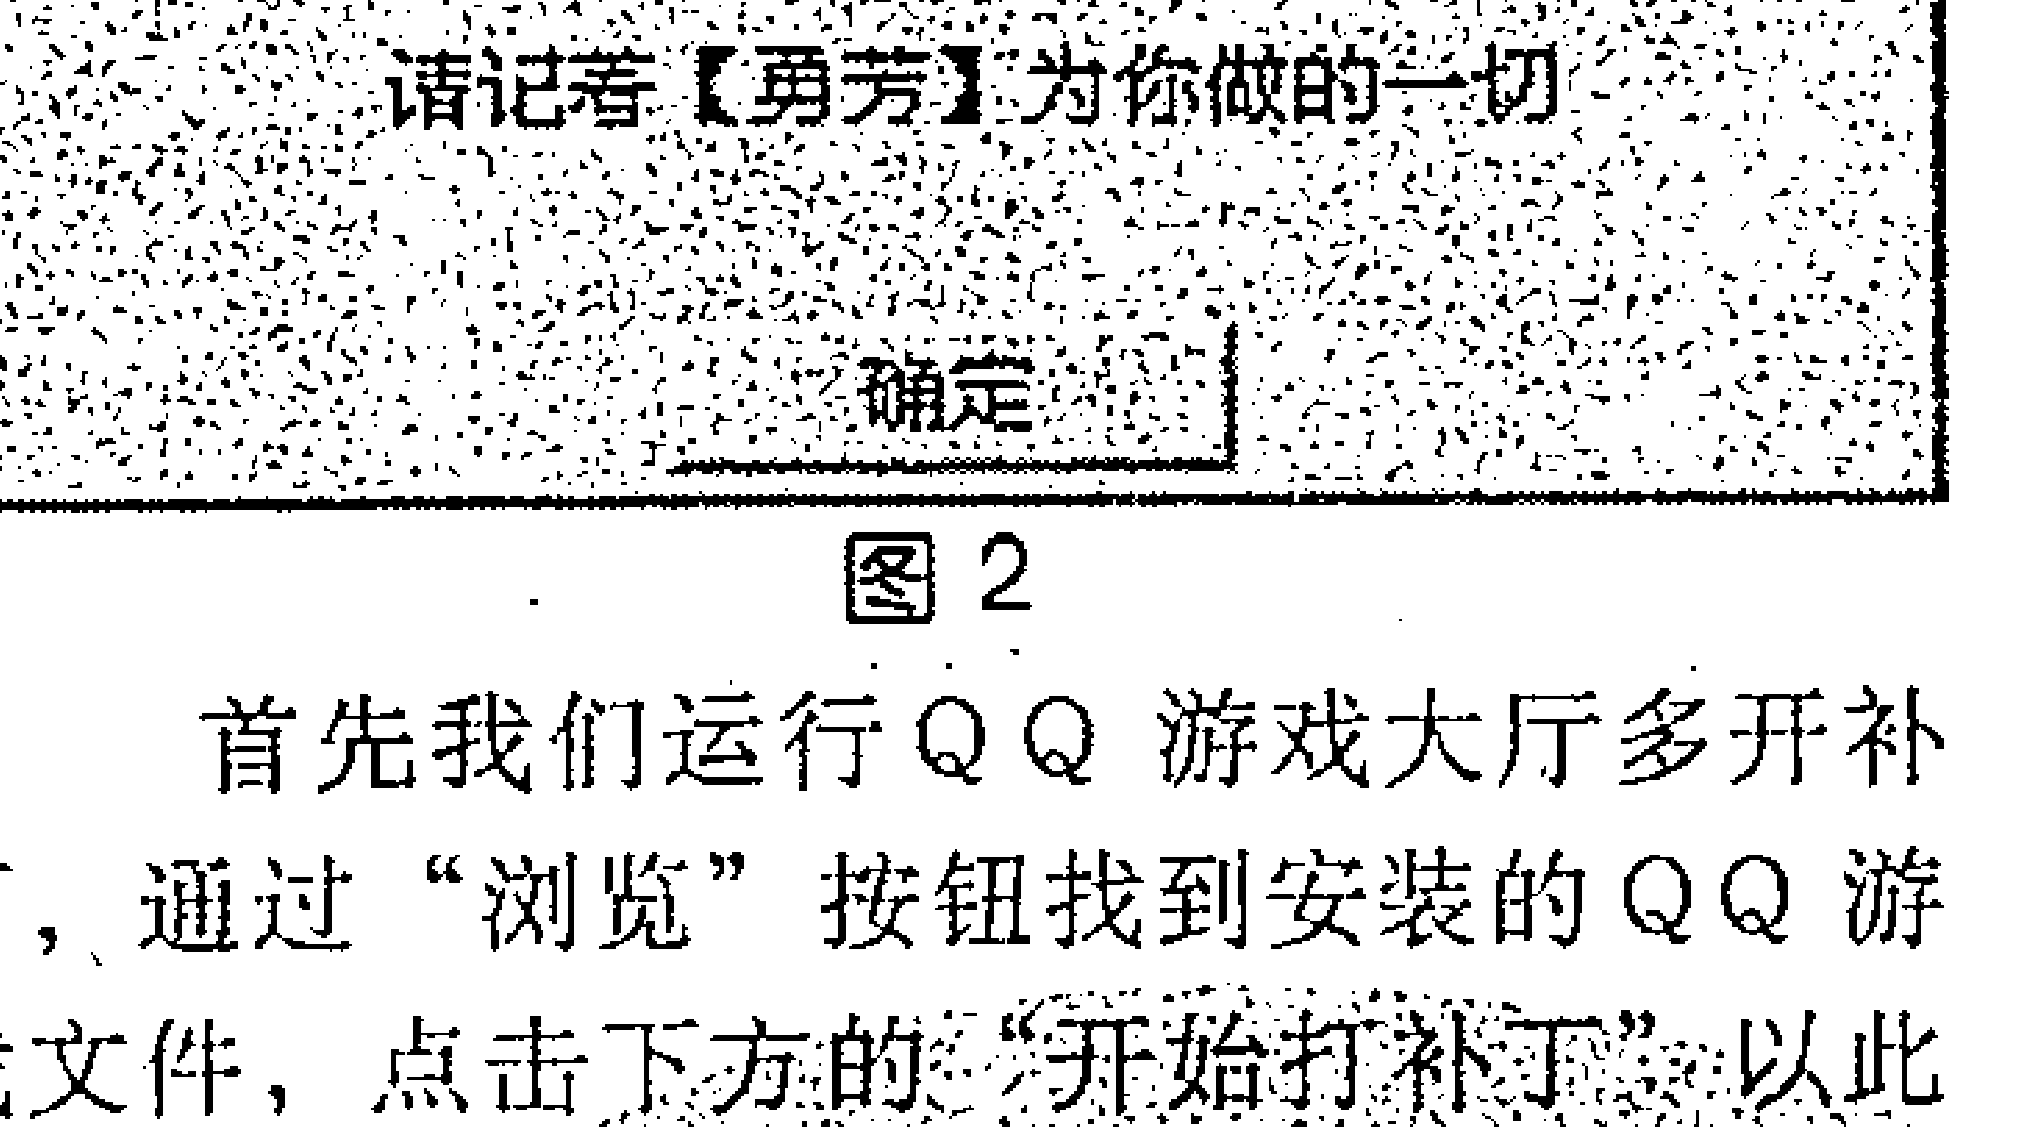 请记着【勇芳】为你做的一切
确定
图 2
首先我们运行QQ 游戏大厅多开补
，通过“浏览”按钮找到安装的QQ 游
文件，点击下方的“开始打补丁”以此